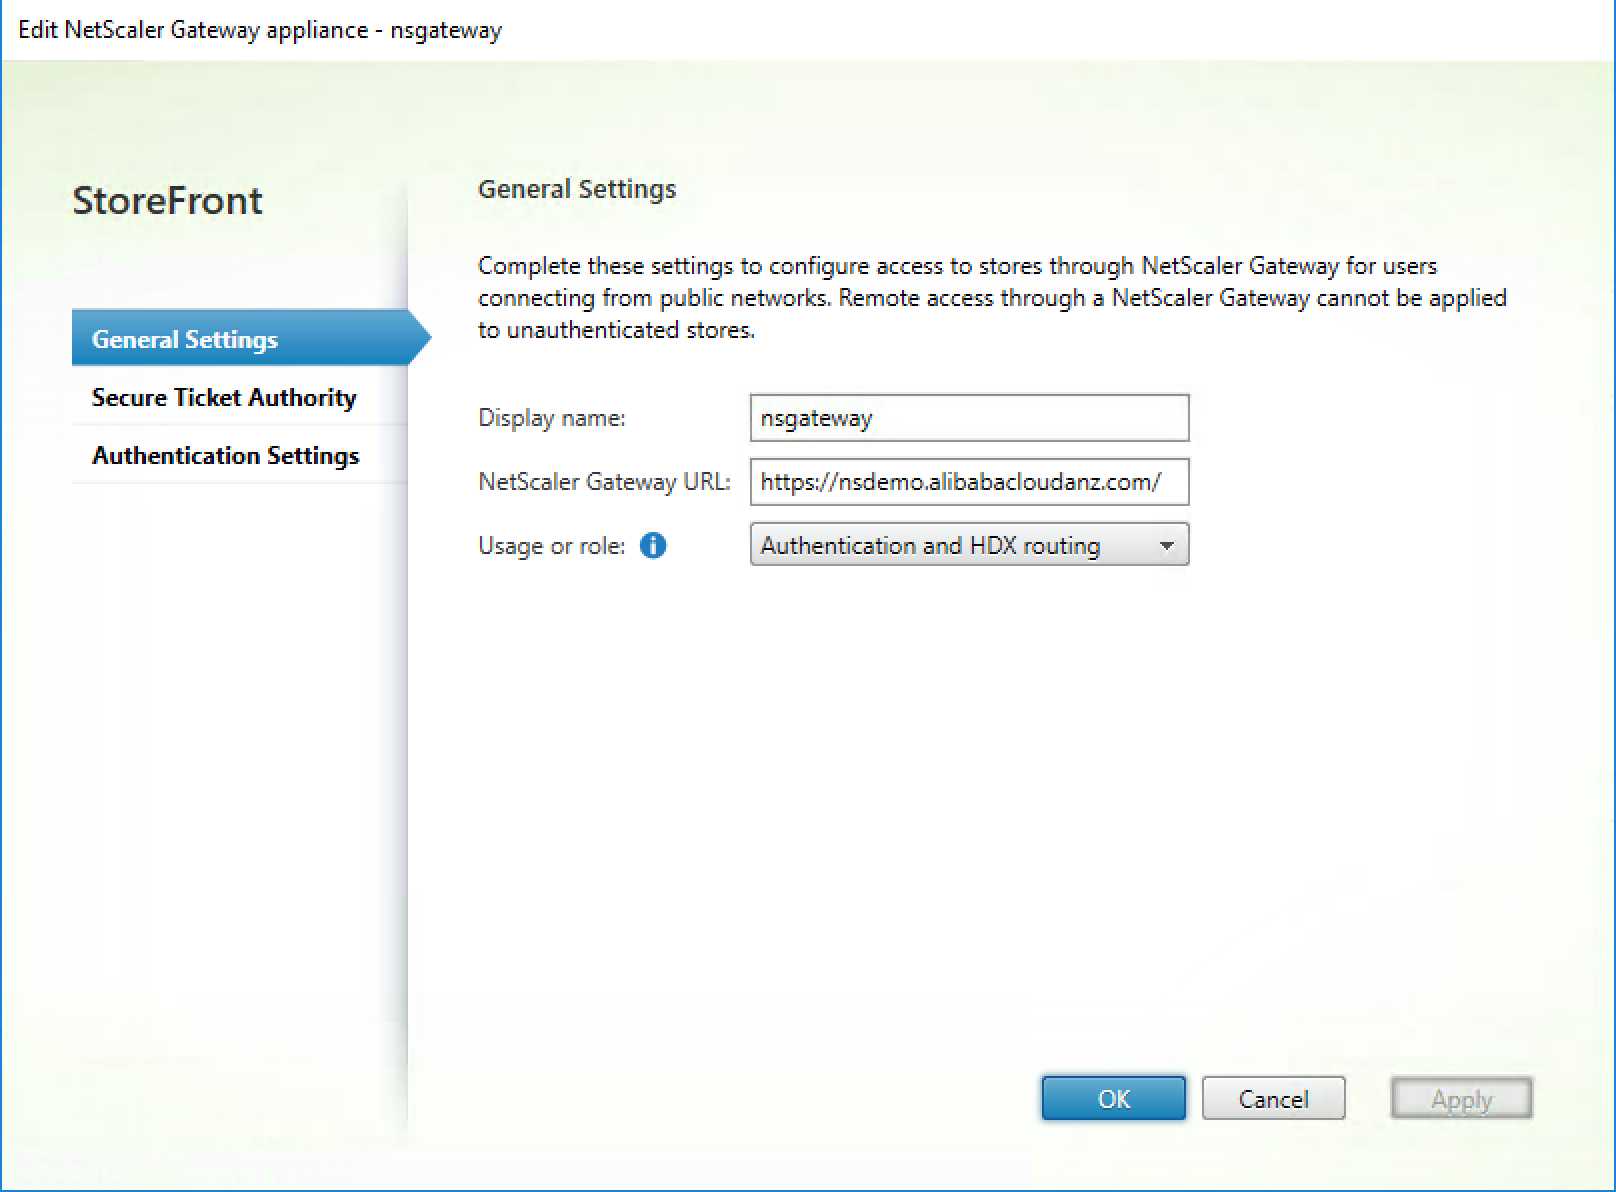 Edit NetScaler Gateway appliance - nsgateway
StoreFront
General Settings
Secure Ticket Authority
Authentication Settings
General Settings
Complete these settings to configure access to stores through NetScaler Gateway for users
connecting from public networks. Remote access through a NetScaler Gateway cannot be applied
to unauthenticated stores.
Display name: nsgateway
NetScaler Gateway URL: https://nsdemo.alibabacloudanz.com/
Usage or role: i Authentication and HDX routing
OK Cancel Apply